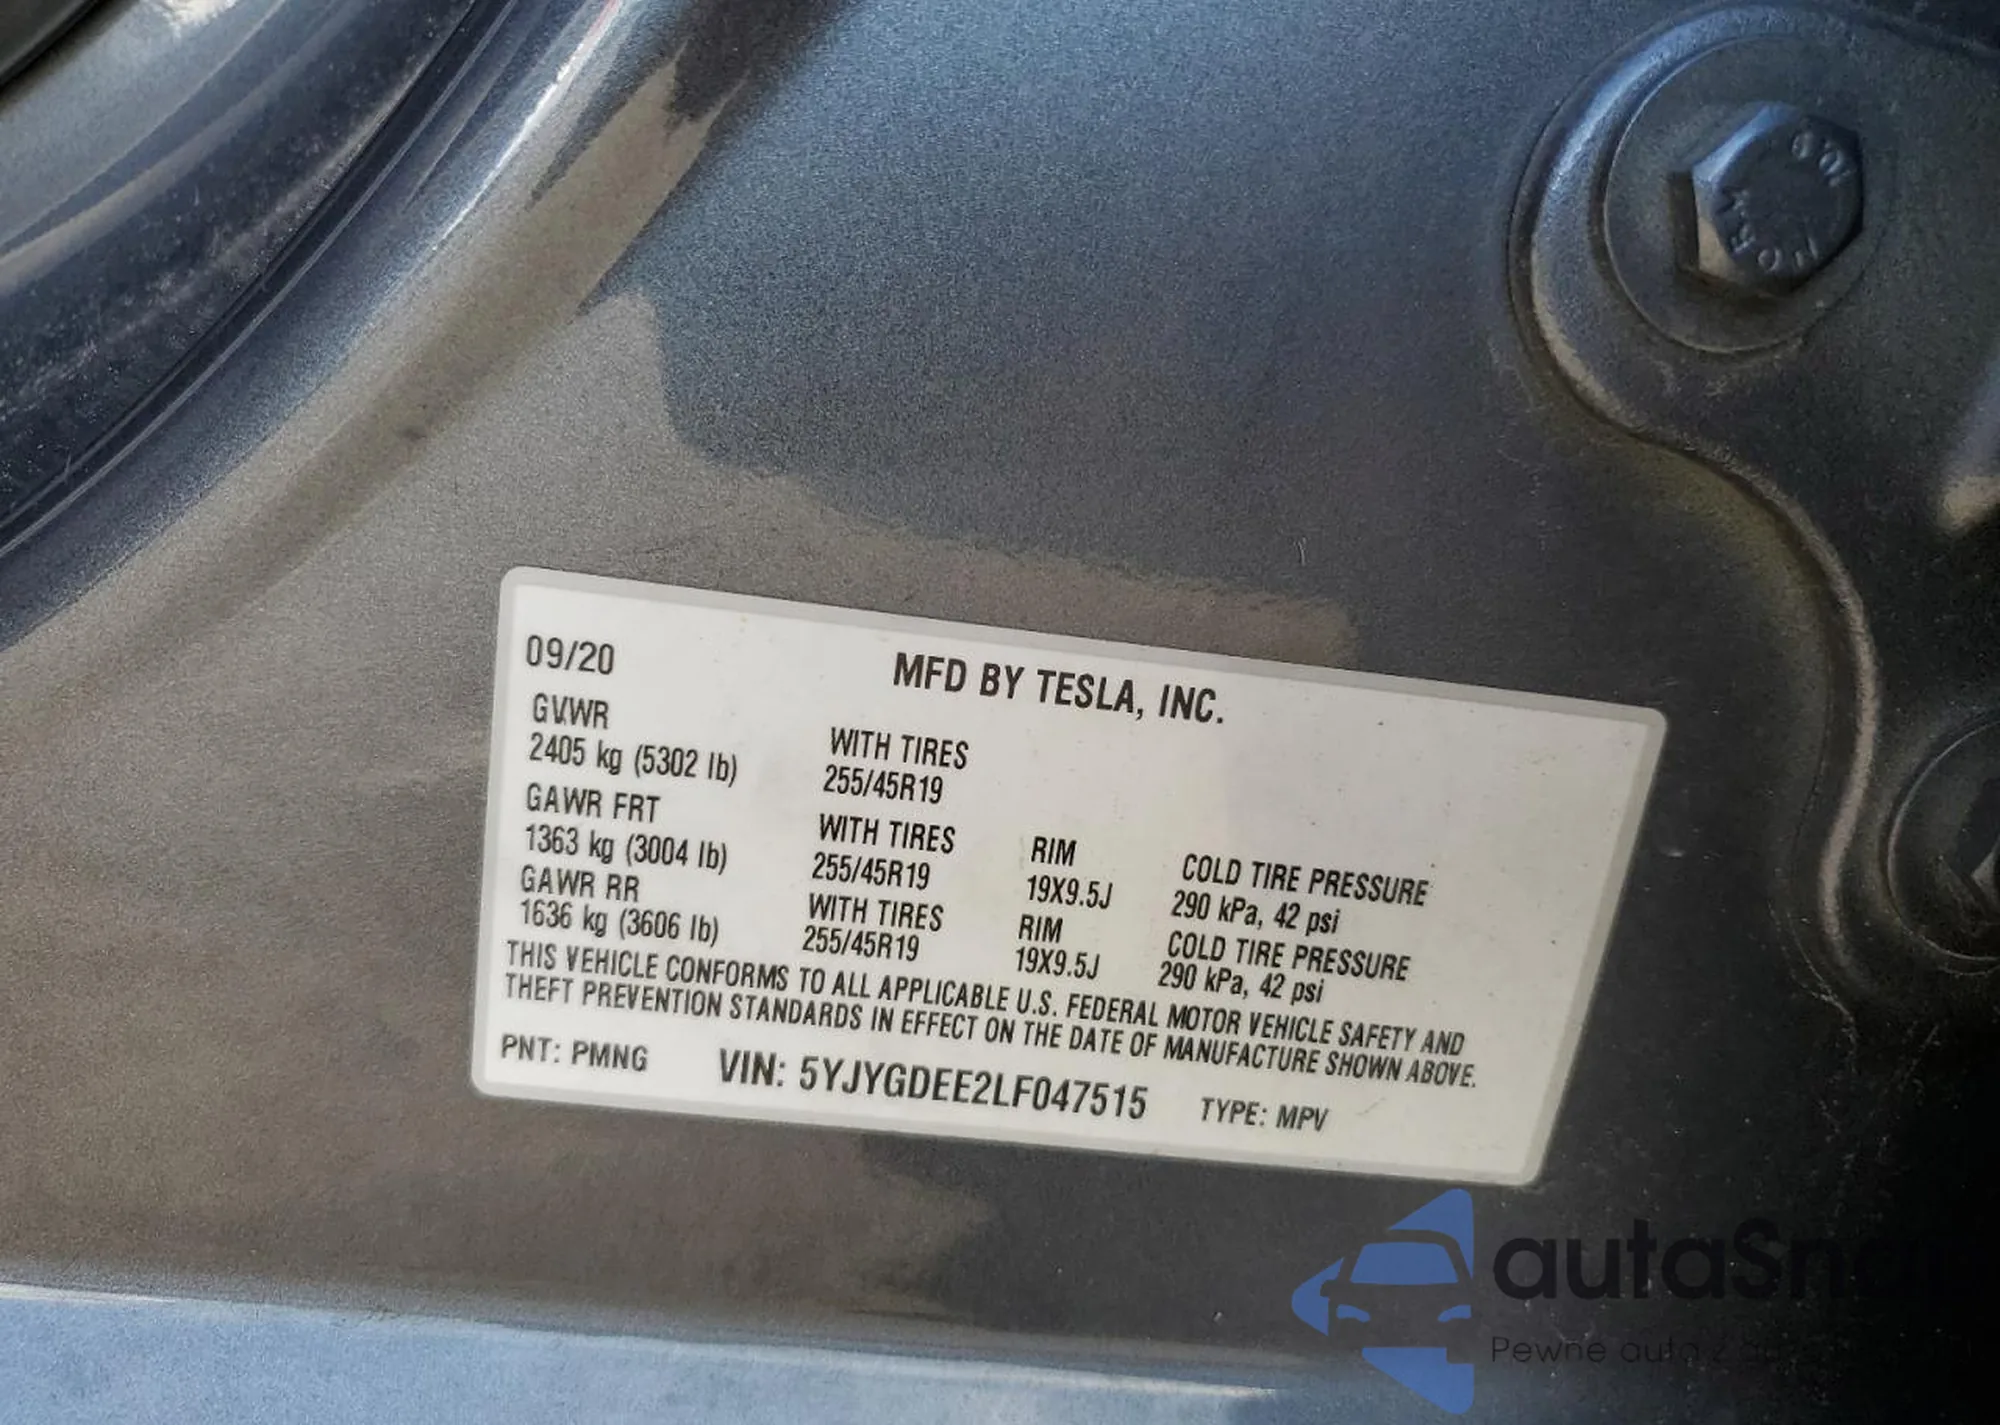 09/20
MFD BY TESLA, INC.
GVWR
2405 kg (5302 lb)
WITH TIRES
255/45R19
GAWR FRT
1363 kg (3004 lb)
WITH TIRES
255/45R19
RIM
19X9.5J
COLD TIRE PRESSURE
290 kPa, 42 psi
GAWR RR
1636 kg (3606 lb)
WITH TIRES
255/45R19
RIM
19X9.5J
COLD TIRE PRESSURE
290 kPa, 42 psi
THIS VEHICLE CONFORMS TO ALL APPLICABLE U.S. FEDERAL MOTOR VEHICLE SAFETY AND
THEFT PREVENTION STANDARDS IN EFFECT ON THE DATE OF MANUFACTURE SHOWN ABOVE.
PNT: PMNG
VIN: 5YJYGDEE2LF047515
TYPE: MPV
Pewne auta z